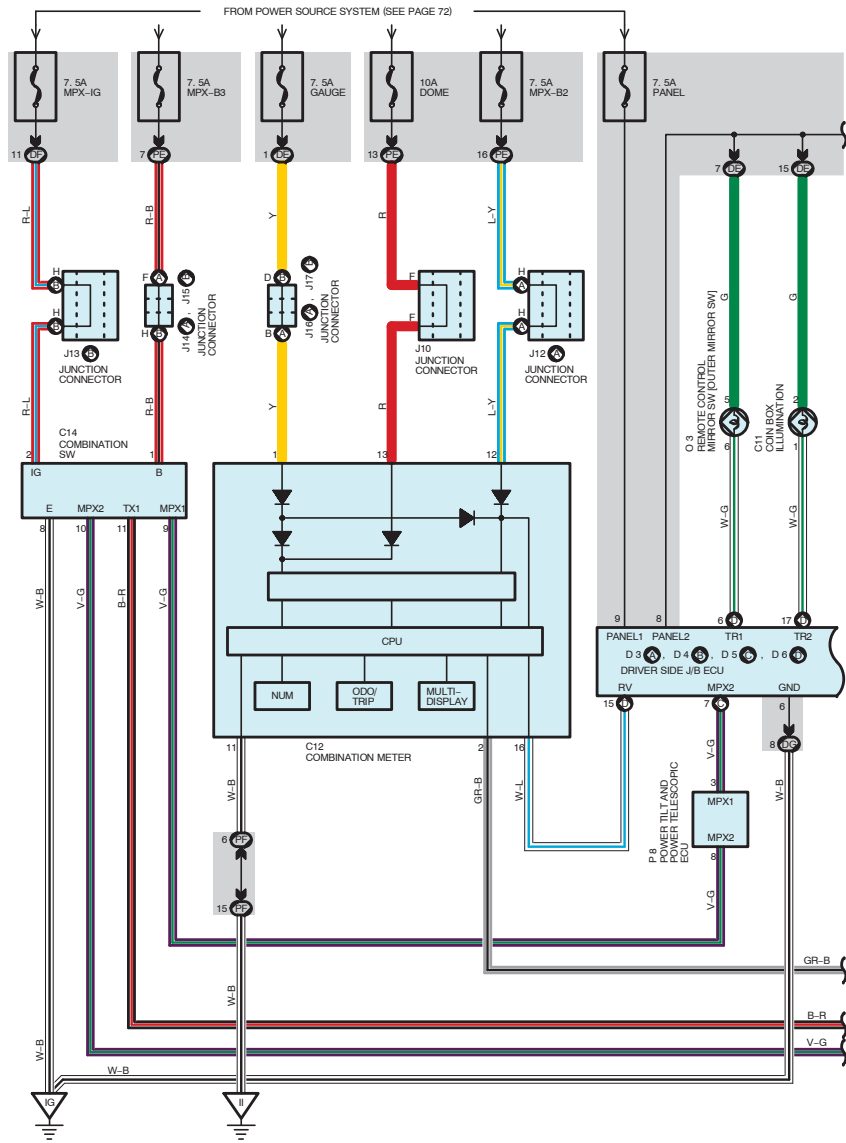 FROM POWER SOURCE SYSTEM (SEE PAGE 72)
7. 5A
MPX-IG
7. 5A
MPX-B3
7. 5A
GAUGE
10A
DOME
7. 5A
MPX-B2
7. 5A
PANEL
11 DF
7 PE
1 DE
13 PE
16 PE
7 DE
15 DE
R-L
R-B
Y
R
L-Y
G
G
H B
H B
J13 B
JUNCTION
CONNECTOR
F A
H B
J14 A , J15 B
JUNCTION
CONNECTOR
D B
B A
J16 A , J17 B
JUNCTION
CONNECTOR
F
F
J10
JUNCTION
CONNECTOR
H A
H A
J12 A
JUNCTION
CONNECTOR
O 3
REMOTE CONTROL
MIRROR SW [OUTER MIRROR SW]
5
6
C11
COIN BOX
ILLUMINATION
2
1
R-L
R-B
Y
R
L-Y
W-G
W-G
C14
COMBINATION
SW
2
1
1
13
12
IG
B
E
MPX2
TX1
MPX1
8
10
11
9
W-B
V-G
B-R
V-G
CPU
NUM
ODO/
TRIP
MULTI-
DISPLAY
11
2
16
C12
COMBINATION METER
9
8
6 D
17 D
PANEL1
PANEL2
TR1
TR2
D 3 A , D 4 B , D 5 C , D 6 D
DRIVER SIDE J/B ECU
RV
MPX2
GND
15 D
7 C
6
8 DG
W-B
GR-B
W-L
V-G
W-B
3
MPX1
MPX2
8
P 8
POWER TILT AND
POWER TELESCOPIC
ECU
V-G
6 PF
15 PF
W-B
GR-B
B-R
V-G
W-B
W-B
IG
II